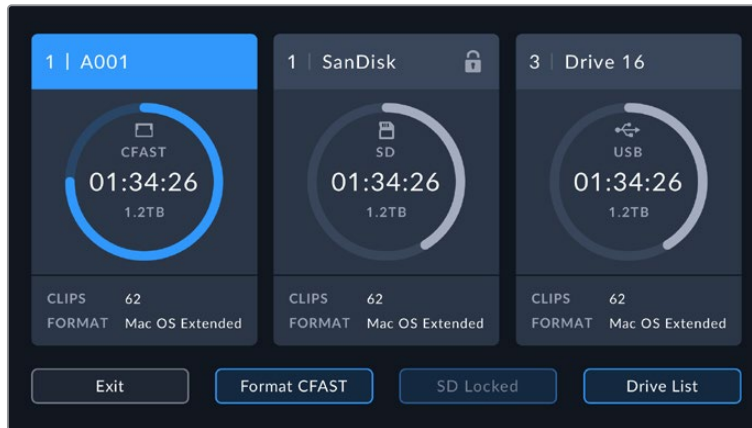 1 | A001
CFAST
01:34:26
1.2TB
CLIPS 62
FORMAT Mac OS Extended
1 | SanDisk
SD
01:34:26
1.2TB
CLIPS 62
FORMAT Mac OS Extended
3 | Drive 16
USB
01:34:26
1.2TB
CLIPS 62
FORMAT Mac OS Extended
Exit
Format CFAST
SD Locked
Drive List